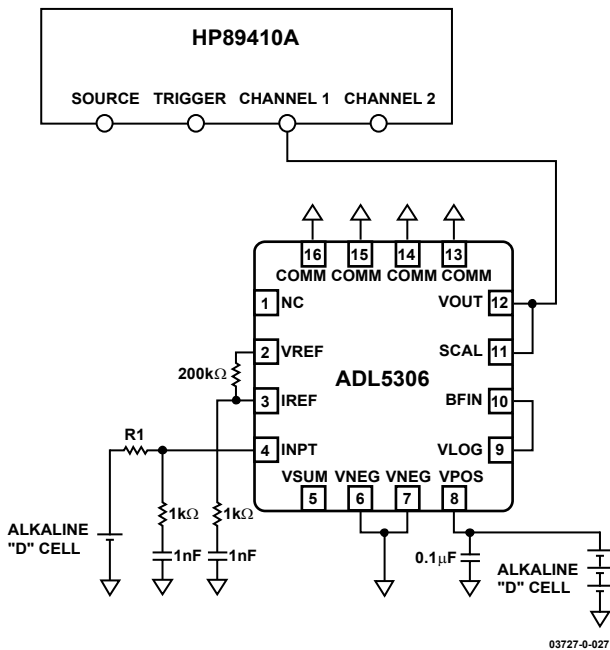 HP89410A
SOURCE TRIGGER CHANNEL 1 CHANNEL 2
16 15 14 13
COMM COMM COMM COMM
1 NC
VOUT 12
2 VREF
200kΩ
SCAL 11
ADL5306
3 IREF
BFIN 10
R1
4 INPT
VLOG 9
VSUM VNEG VNEG VPOS
5 6 7 8
1kΩ 1kΩ
ALKALINE
"D" CELL
1nF 1nF
0.1μF
ALKALINE
"D" CELL
03727-0-027